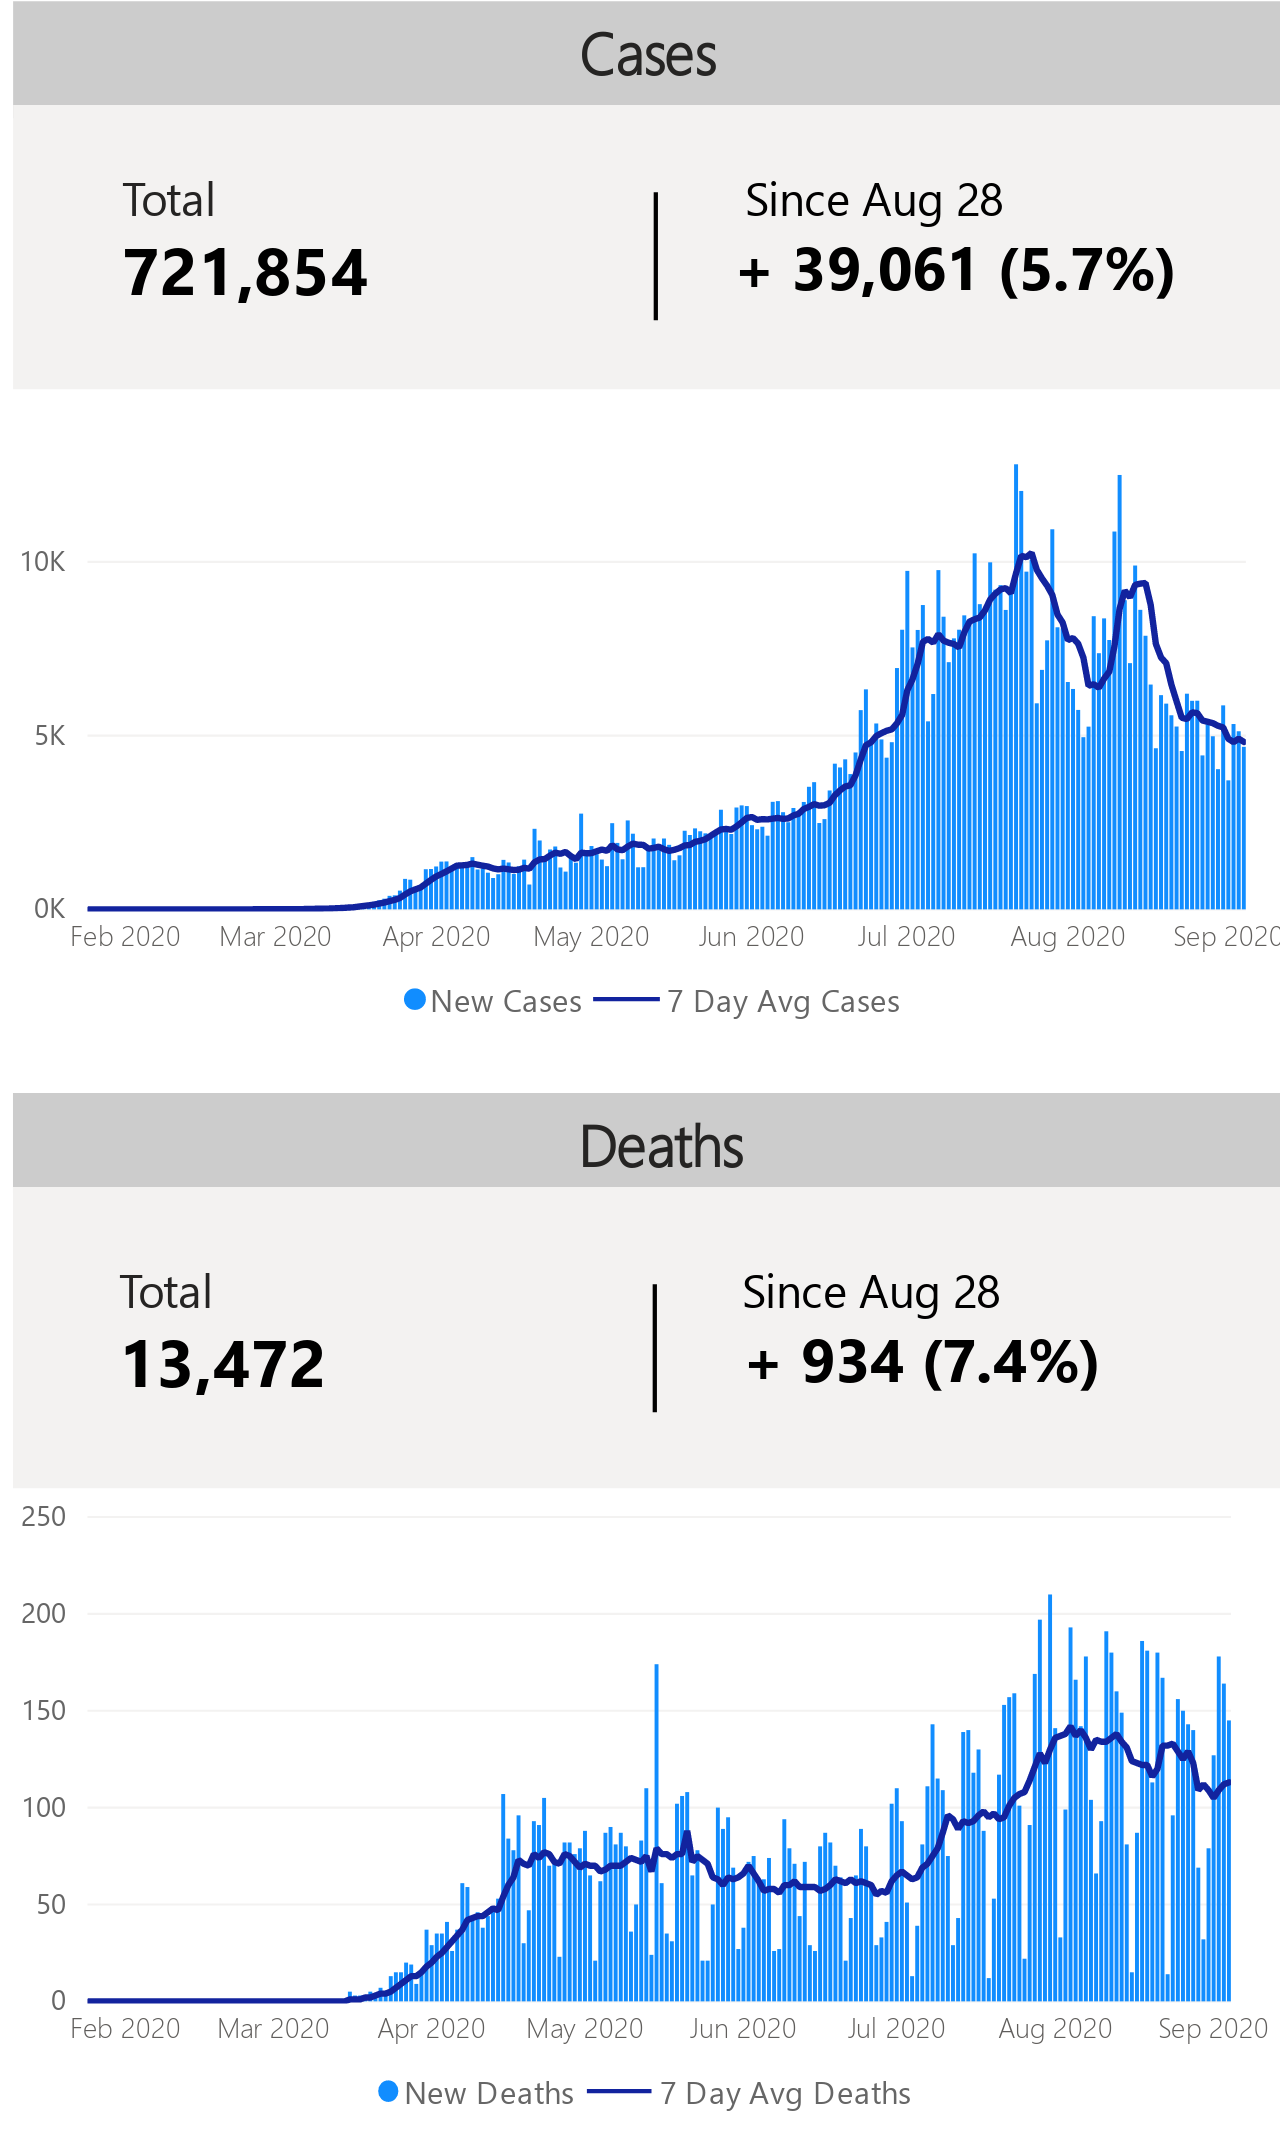 Cases
Total
Since Aug 28
721,854
+ 39,061 (5.7%)
10K
5K
0K
Feb 2020 Mar 2020 Apr 2020 May 2020 Jun 2020 Jul 2020 Aug 2020 Sep 2020
New Cases 7 Day Avg Cases
Deaths
Total
Since Aug 28
13,472
+ 934 (7.4%)
250
200
150
100
50
0
Feb 2020 Mar 2020 Apr 2020 May 2020 Jun 2020 Jul 2020 Aug 2020 Sep 2020
New Deaths 7 Day Avg Deaths